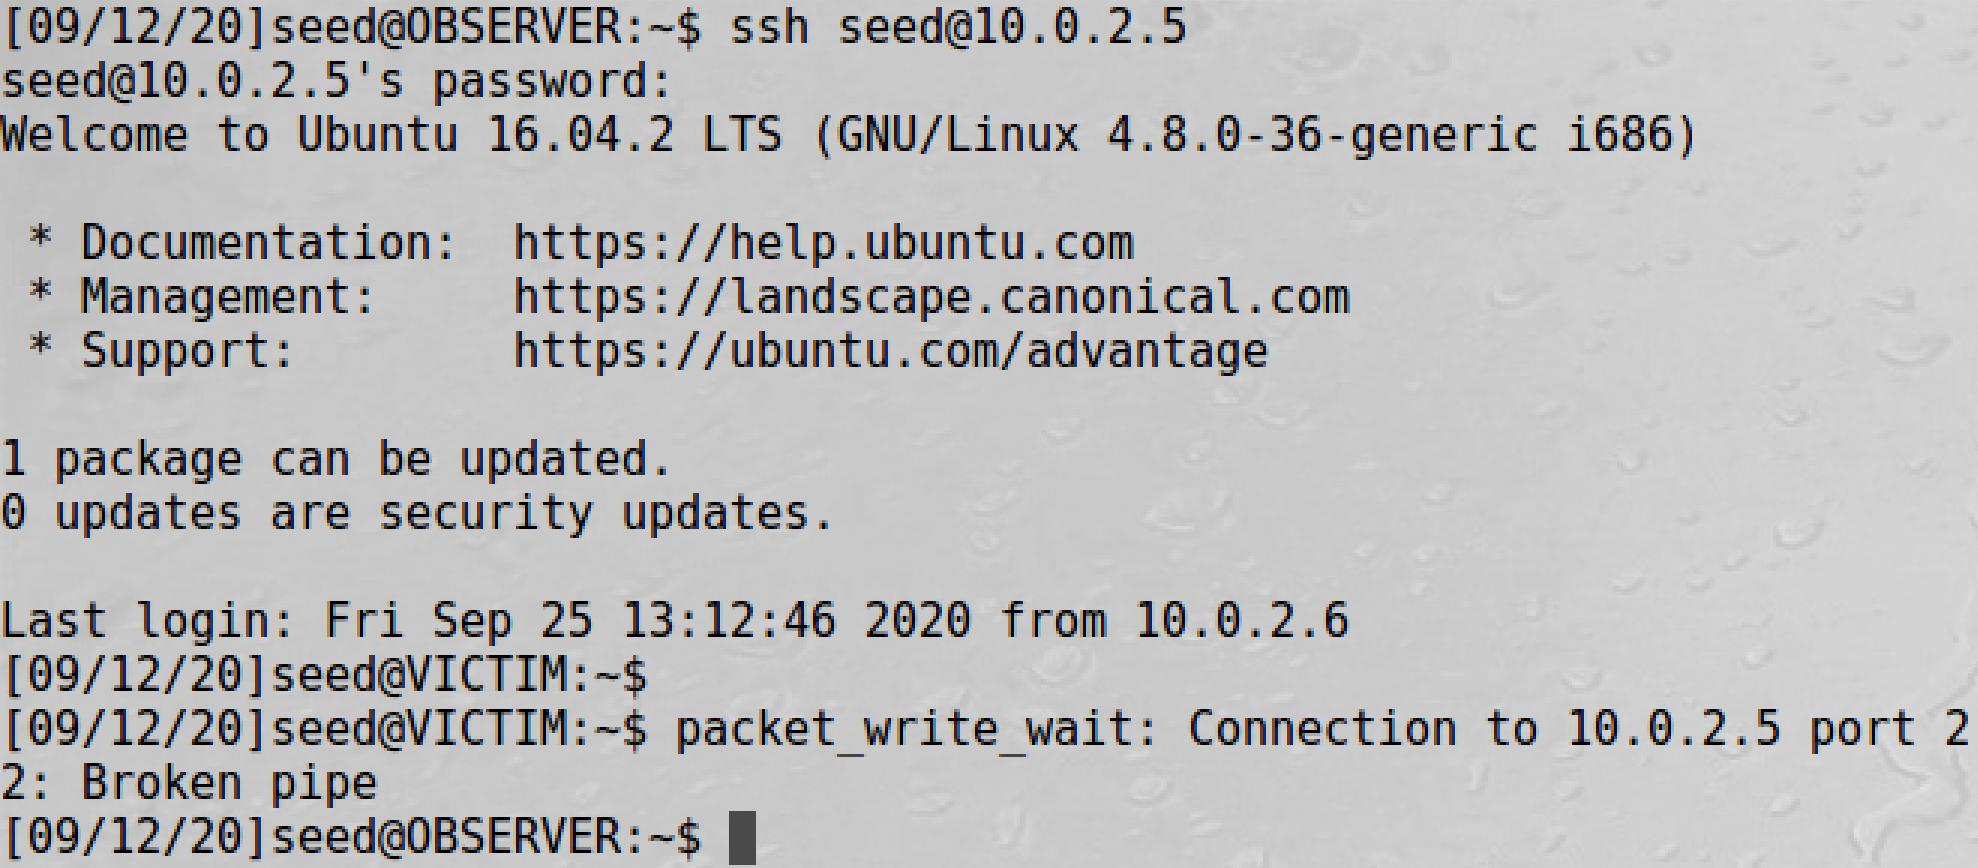 [09/12/20]seed@OBSERVER:~$ ssh seed@10.0.2.5
seed@10.0.2.5's password:
Welcome to Ubuntu 16.04.2 LTS (GNU/Linux 4.8.0-36-generic i686)

 * Documentation:  https://help.ubuntu.com
 * Management:     https://landscape.canonical.com
 * Support:        https://ubuntu.com/advantage

1 package can be updated.
0 updates are security updates.

Last login: Fri Sep 25 13:12:46 2020 from 10.0.2.6
[09/12/20]seed@VICTIM:~$
[09/12/20]seed@VICTIM:~$ packet_write_wait: Connection to 10.0.2.5 port 2
2: Broken pipe
[09/12/20]seed@OBSERVER:~$